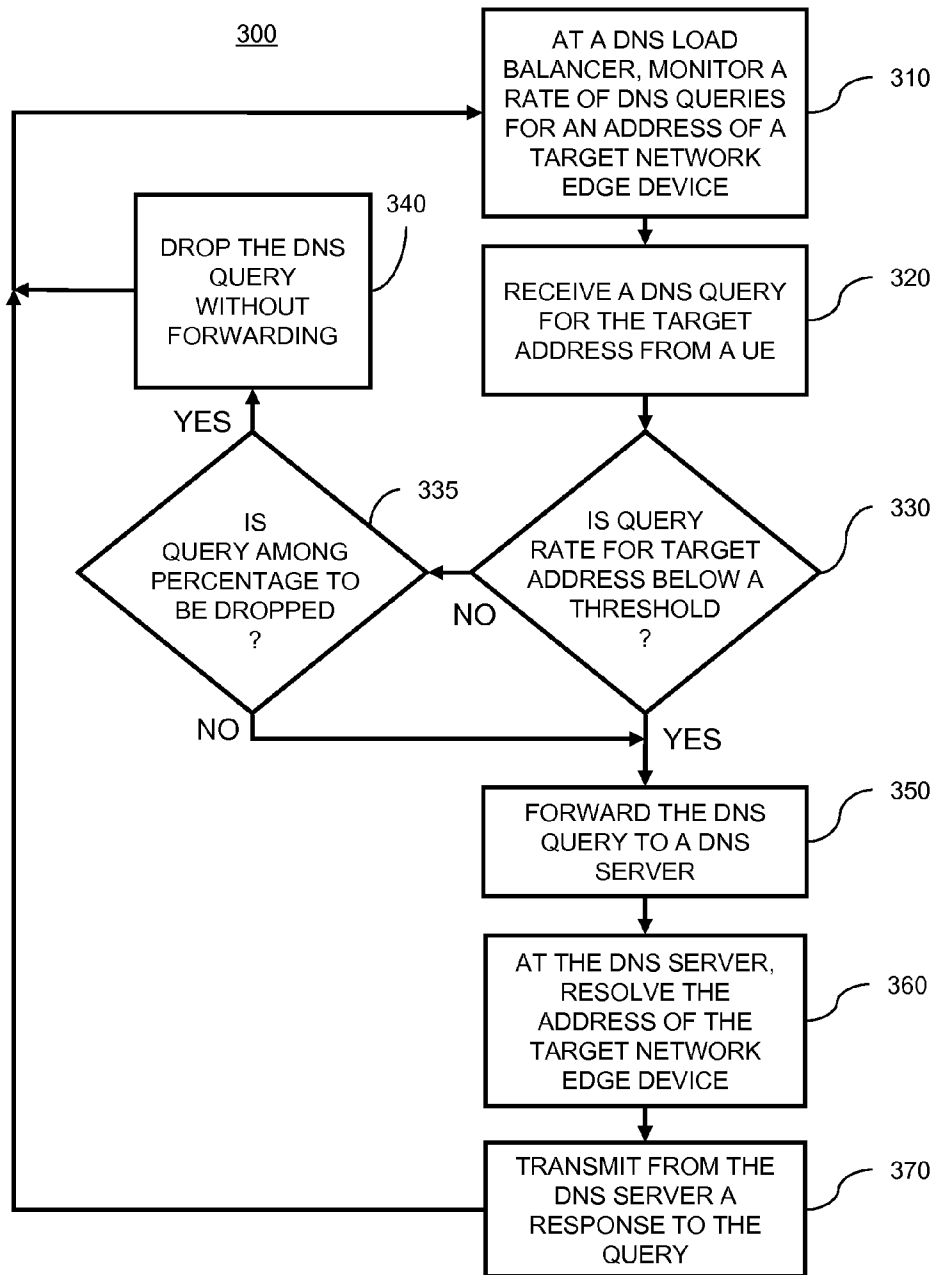 300
AT A DNS LOAD
BALANCER, MONITOR A
RATE OF DNS QUERIES
FOR AN ADDRESS OF A
TARGET NETWORK
EDGE DEVICE
310
340
DROP THE DNS
QUERY
WITHOUT
FORWARDING
RECEIVE A DNS QUERY
FOR THE TARGET
ADDRESS FROM A UE
320
YES
335
IS
QUERY AMONG
PERCENTAGE TO
BE DROPPED
?
NO
IS QUERY
RATE FOR TARGET
ADDRESS BELOW A
THRESHOLD
?
330
NO
YES
FORWARD THE DNS
QUERY TO A DNS
SERVER
350
AT THE DNS SERVER,
RESOLVE THE
ADDRESS OF THE
TARGET NETWORK
EDGE DEVICE
360
TRANSMIT FROM THE
DNS SERVER A
RESPONSE TO THE
QUERY
370